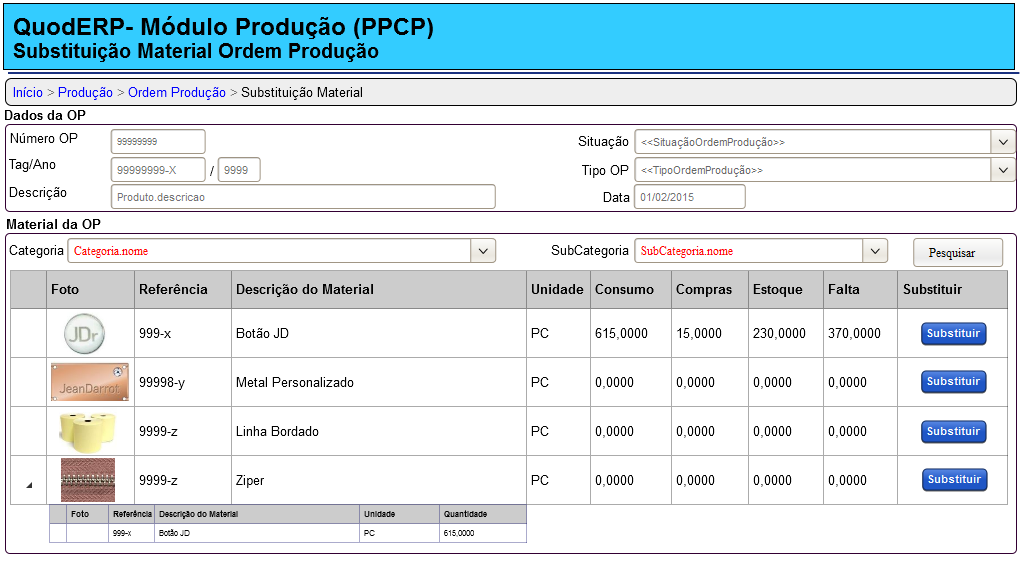 QuodERP- Módulo Produção (PPCP)
Substituição Material Ordem Produção
Início > Produção > Ordem Produção > Substituição Material
Dados da OP
Número OP 99999999 Situação <<SituaçãoOrdemProdução>>
Tag/Ano 99999999-X / 9999 Tipo OP <<TipoOrdemProdução>>
Descrição Produto.descricao Data 01/02/2015
Material da OP
Categoria Categoria.nome SubCategoria SubCategoria.nome Pesquisar
Foto Referência Descrição do Material Unidade Consumo Compras Estoque Falta Substituir
JDr 999-x Botão JD PC 615,0000 15,0000 230,0000 370,0000 Substituir
JeanDarrot 99998-y Metal Personalizado PC 0,0000 0,0000 0,0000 0,0000 Substituir
9999-z Linha Bordado PC 0,0000 0,0000 0,0000 0,0000 Substituir
9999-z Ziper PC 0,0000 0,0000 0,0000 0,0000 Substituir
Foto Referência Descrição do Material Unidade Quantidade
999-x Botão JD PC 615,0000